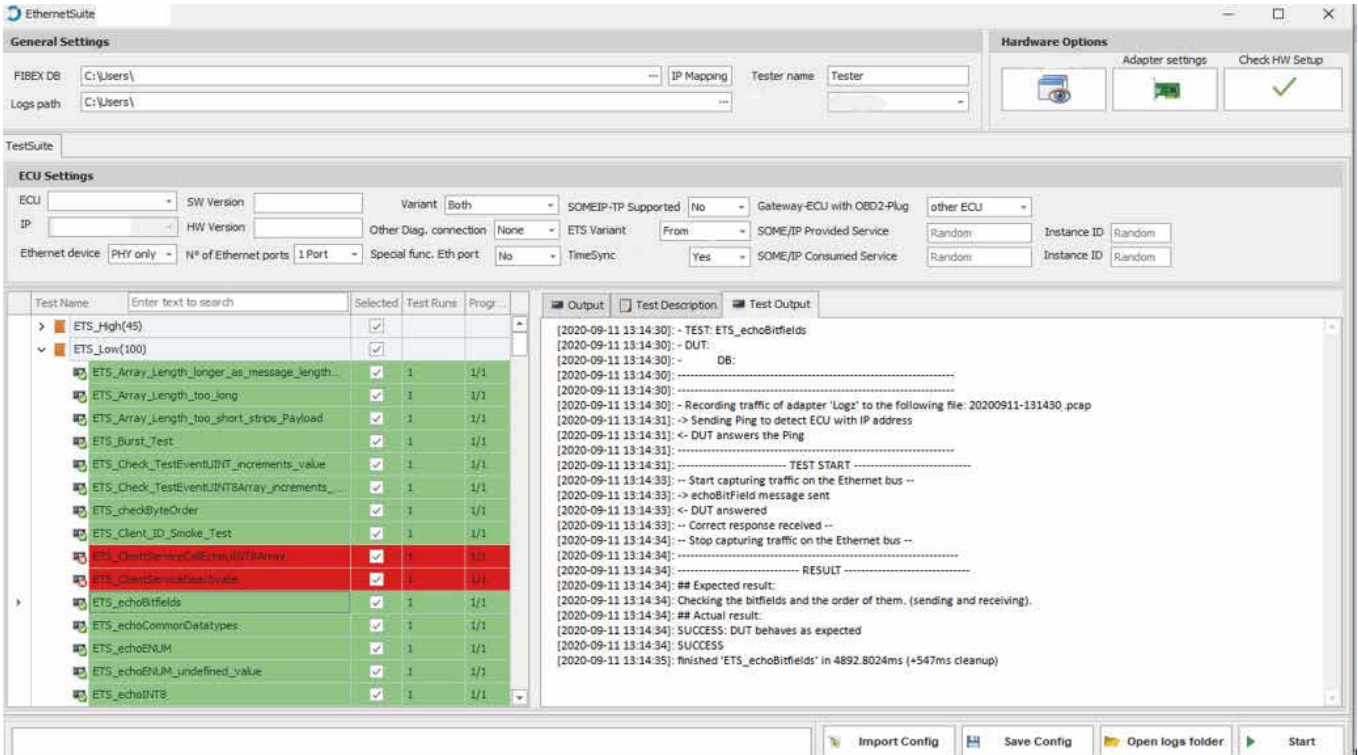 EthernetSuite
General Settings
Hardware Options
FIBEX DB C:\Users\ ... IP Mapping Tester name Tester
Adapter settings Check HW Setup
Logs path C:\Users\ ...
TestSuite
ECU Settings
ECU SW Version Variant Both SOMEIP-TP Supported No Gateway-ECU with OBD2-Plug other ECU
IP HW Version Other Diag. connection None ETS Variant From SOME/IP Provided Service Random Instance ID Random
Ethernet device PHY only N° of Ethernet ports 1 Port Special func. Eth port No TimeSync Yes SOME/IP Consumed Service Random Instance ID Random
Test Name Enter text to search Selected Test Runs Progr...
ETS_High(45)
ETS_Low(100)
ETS_Array_Length_longer_as_message_length... 1 1/1
ETS_Array_Length_too_long 1 1/1
ETS_Array_Length_too_short_strips_Payload 1 1/1
ETS_Burst_Test 1 1/1
ETS_Check_TestEventUINT_increments_value 1 1/1
ETS_Check_TestEventUINT8Array_increments_... 1 1/1
ETS_checkByteOrder 1 1/1
ETS_Client_ID_Smoke_Test 1 1/1
ETS_ClientServiceCallEchoUINT8Array 1 1/1
ETS_ClientServiceDeactivate 1 1/1
ETS_echoBitfields 1 1/1
ETS_echoCommonDatatypes 1 1/1
ETS_echoENUM 1 1/1
ETS_echoENUM_undefined_value 1 1/1
ETS_echoINT8 1 1/1
Output Test Description Test Output
[2020-09-11 13:14:30]: - TEST: ETS_echoBitfields
[2020-09-11 13:14:30]: - DUT:
[2020-09-11 13:14:30]: - DB:
[2020-09-11 13:14:30]: ----------------------------------------------------------------------
[2020-09-11 13:14:30]: ----------------------------------------------------------------------
[2020-09-11 13:14:30]: - Recording traffic of adapter 'Logz' to the following file: 20200911-131430 .pcap
[2020-09-11 13:14:31]: -> Sending Ping to detect ECU with IP address
[2020-09-11 13:14:31]: <- DUT answers the Ping
[2020-09-11 13:14:31]: ----------------------------------------------------------------------
[2020-09-11 13:14:31]: ---------------------------- TEST START ------------------------------
[2020-09-11 13:14:33]: -- Start capturing traffic on the Ethernet bus --
[2020-09-11 13:14:33]: -> echoBitField message sent
[2020-09-11 13:14:33]: <- DUT answered
[2020-09-11 13:14:33]: -- Correct response received --
[2020-09-11 13:14:34]: -- Stop capturing traffic on the Ethernet bus --
[2020-09-11 13:14:34]: ----------------------------------------------------------------------
[2020-09-11 13:14:34]: ------------------------------- RESULT --------------------------------
[2020-09-11 13:14:34]: ## Expected result:
[2020-09-11 13:14:34]: Checking the bitfields and the order of them. (sending and receiving).
[2020-09-11 13:14:34]: ## Actual result:
[2020-09-11 13:14:34]: SUCCESS: DUT behaves as expected
[2020-09-11 13:14:34]: SUCCESS
[2020-09-11 13:14:35]: finished 'ETS_echoBitfields' in 4892.8024ms (+547ms cleanup)
Import Config Save Config Open logs folder Start